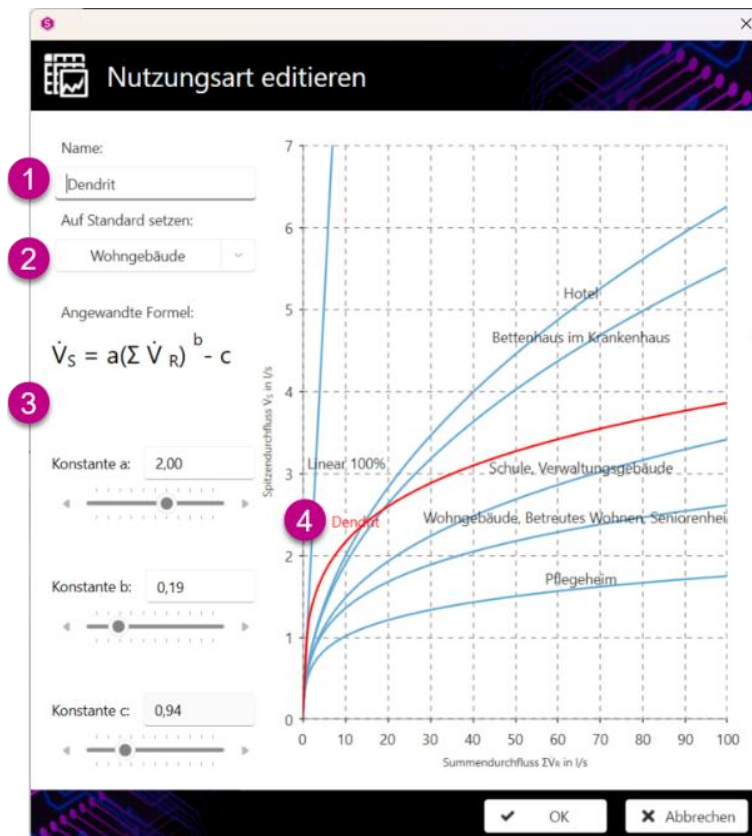 S
Nutzungsart editieren
Name:
1
Dendrit
Auf Standard setzen:
2
Wohngebäude
Angewandte Formel:
V̇s = a(Σ V̇ R) b - c
3
Konstante a: 2,00
Konstante b: 0,19
Konstante c: 0,94
Spitzendurchfluss Vs in l/s
7
6
5
4
3
2
1
0
Hotel
Bettenhaus im Krankenhaus
Linear 100%
Schule, Verwaltungsgebäude
4
Dendrit
Wohngebäude, Betreutes Wohnen, Seniorenhei
Pflegeheim
0 10 20 30 40 50 60 70 80 90 100
Summendurchfluss ΣVR in l/s
OK
Abbrechen